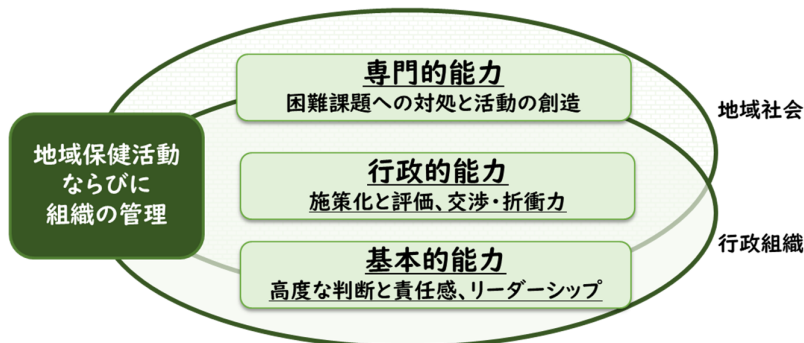 専門的能力
困難課題への対処と活動の創造
地域社会
地域保健活動
ならびに
組織の管理
行政的能力
施策化と評価、交渉・折衝力
行政組織
基本的能力
高度な判断と責任感、リーダーシップ